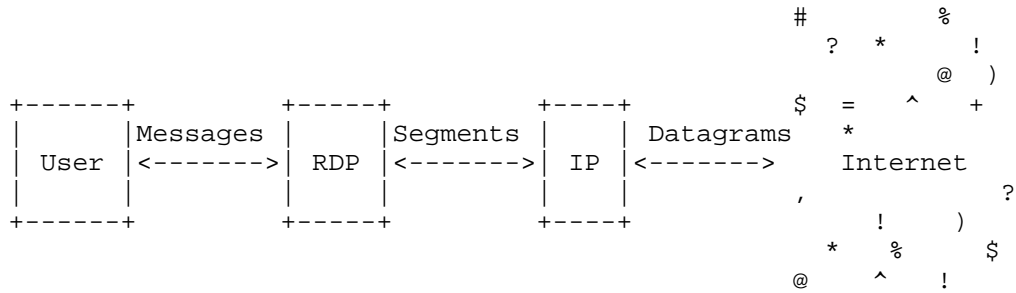 # %
? * !
@ )
+------+ +-----+ +----+ $ = ^ +
| |Messages | |Segments | | Datagrams *
| User |<------->| RDP |<------->| IP |<-------> Internet
| | | | | | , ?
+------+ +-----+ +----+ ! )
* % $
@ ^ !